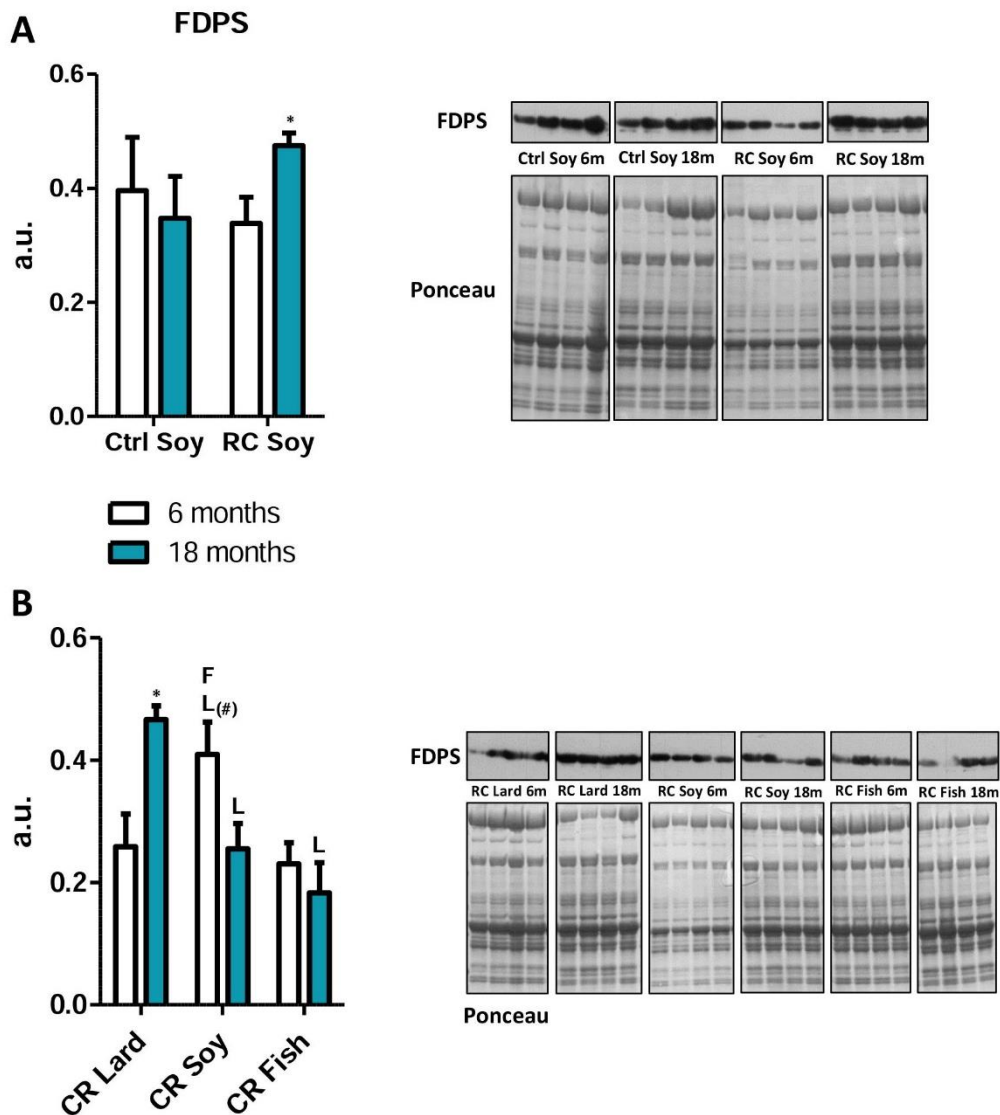 A
FDPS
0.6
0.4
0.2
0.0
a.u.
*
Ctrl Soy RC Soy
6 months
18 months
FDPS
Ctrl Soy 6m Ctrl Soy 18m RC Soy 6m RC Soy 18m
Ponceau
B
0.6
0.4
0.2
0.0
a.u.
*
F
L(#)
L
L
CR Lard CR Soy CR Fish
FDPS
RC Lard 6m RC Lard 18m RC Soy 6m RC Soy 18m RC Fish 6m RC Fish 18m
Ponceau